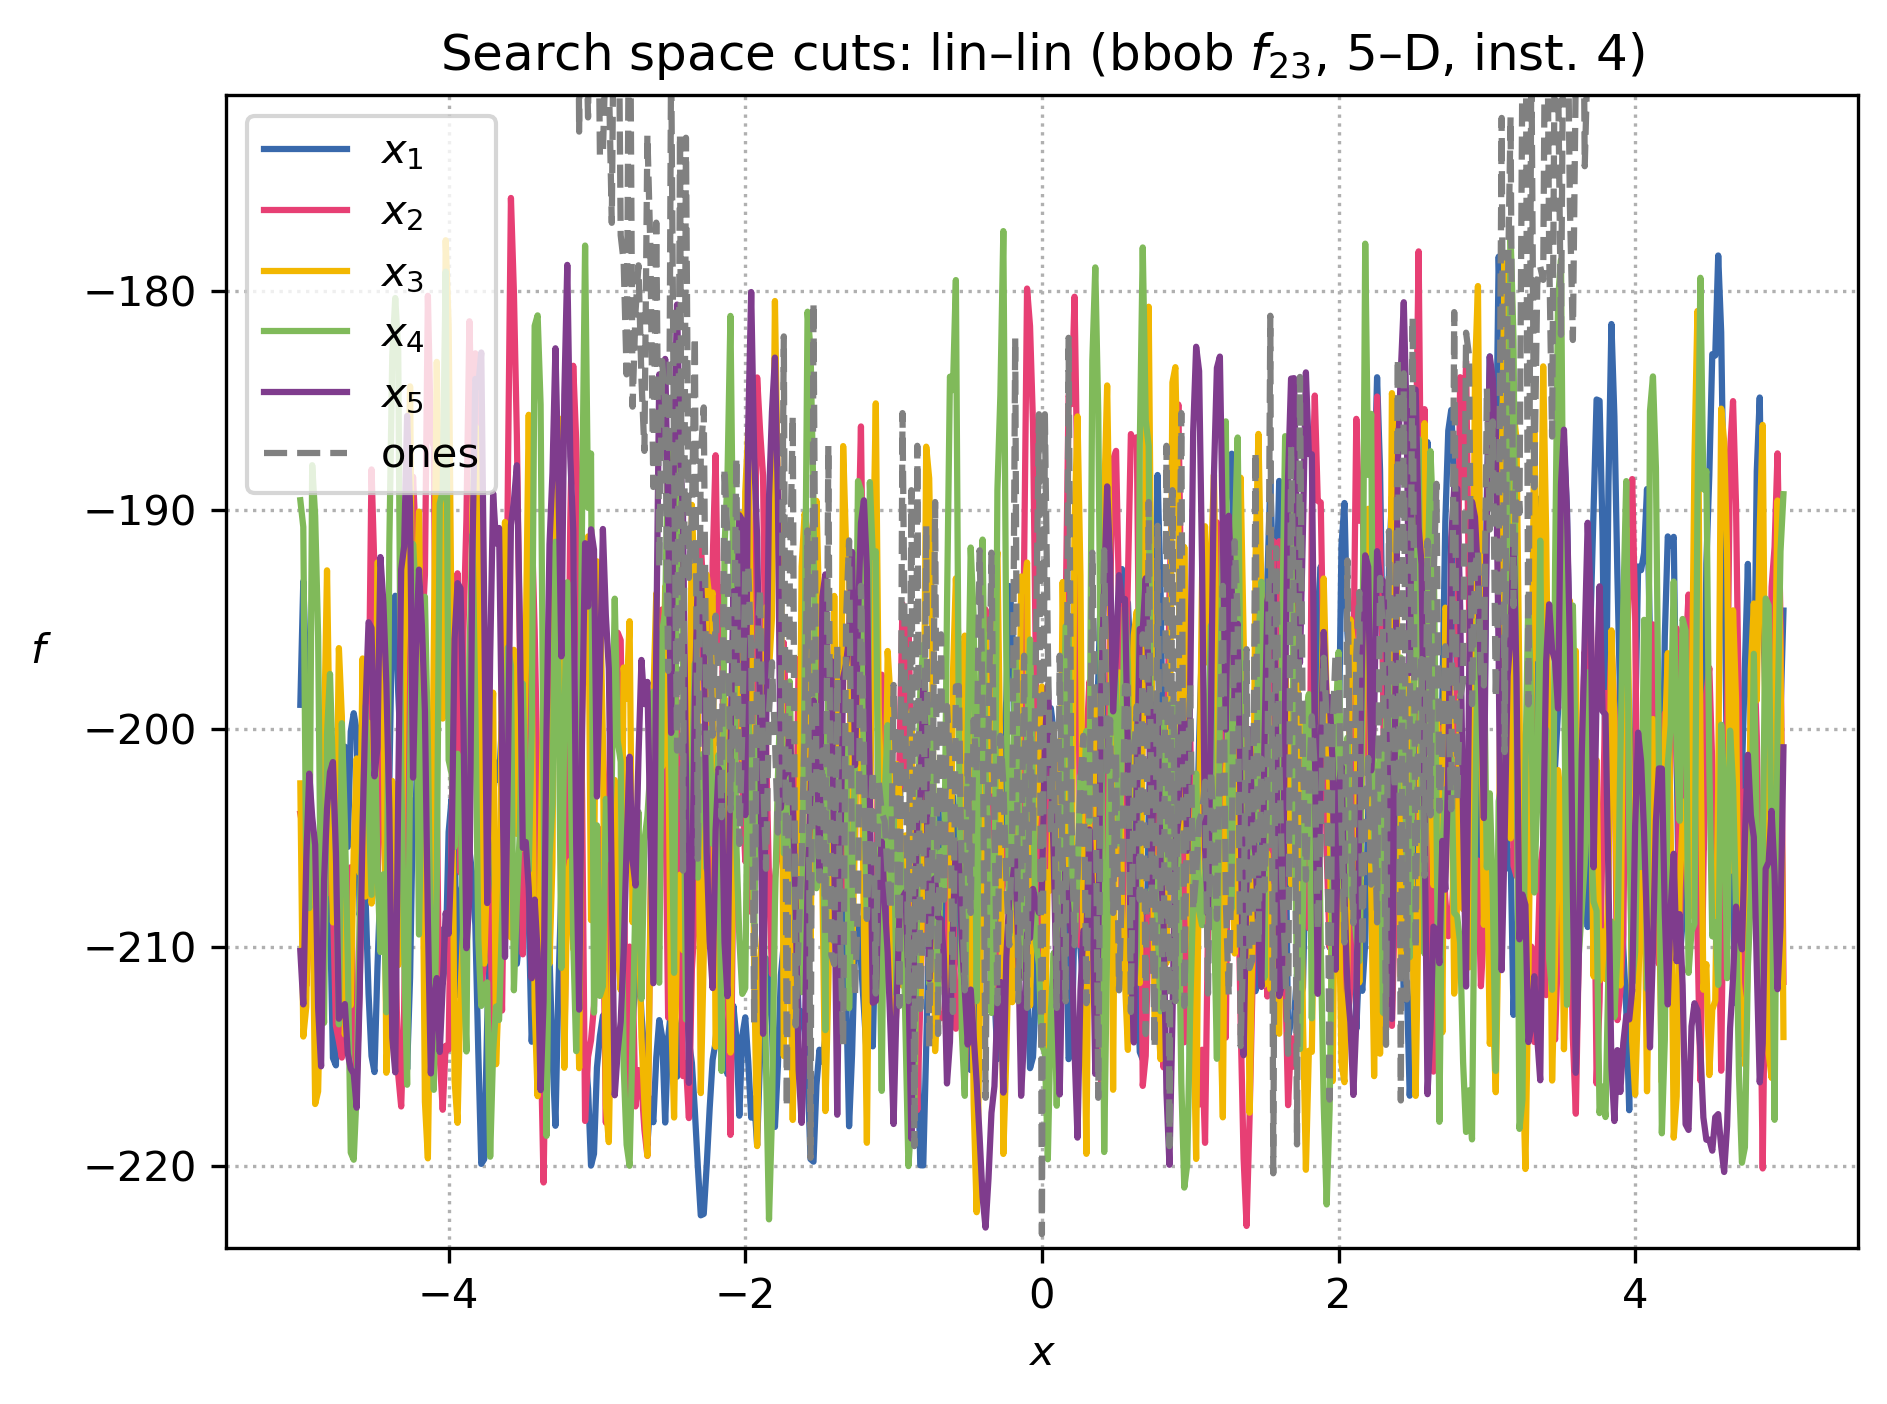 Search space cuts: lin–lin (bbob f₂₃, 5–D, inst. 4)
x₁
x₂
x₃
x₄
x₅
ones
−180
−190
−200
−210
−220
f
−4
−2
0
2
4
x